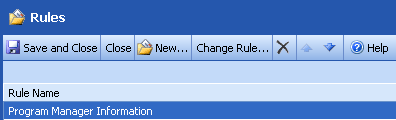 Rules
Save and Close Close New... Change Rule... Help
Rule Name
Program Manager Information